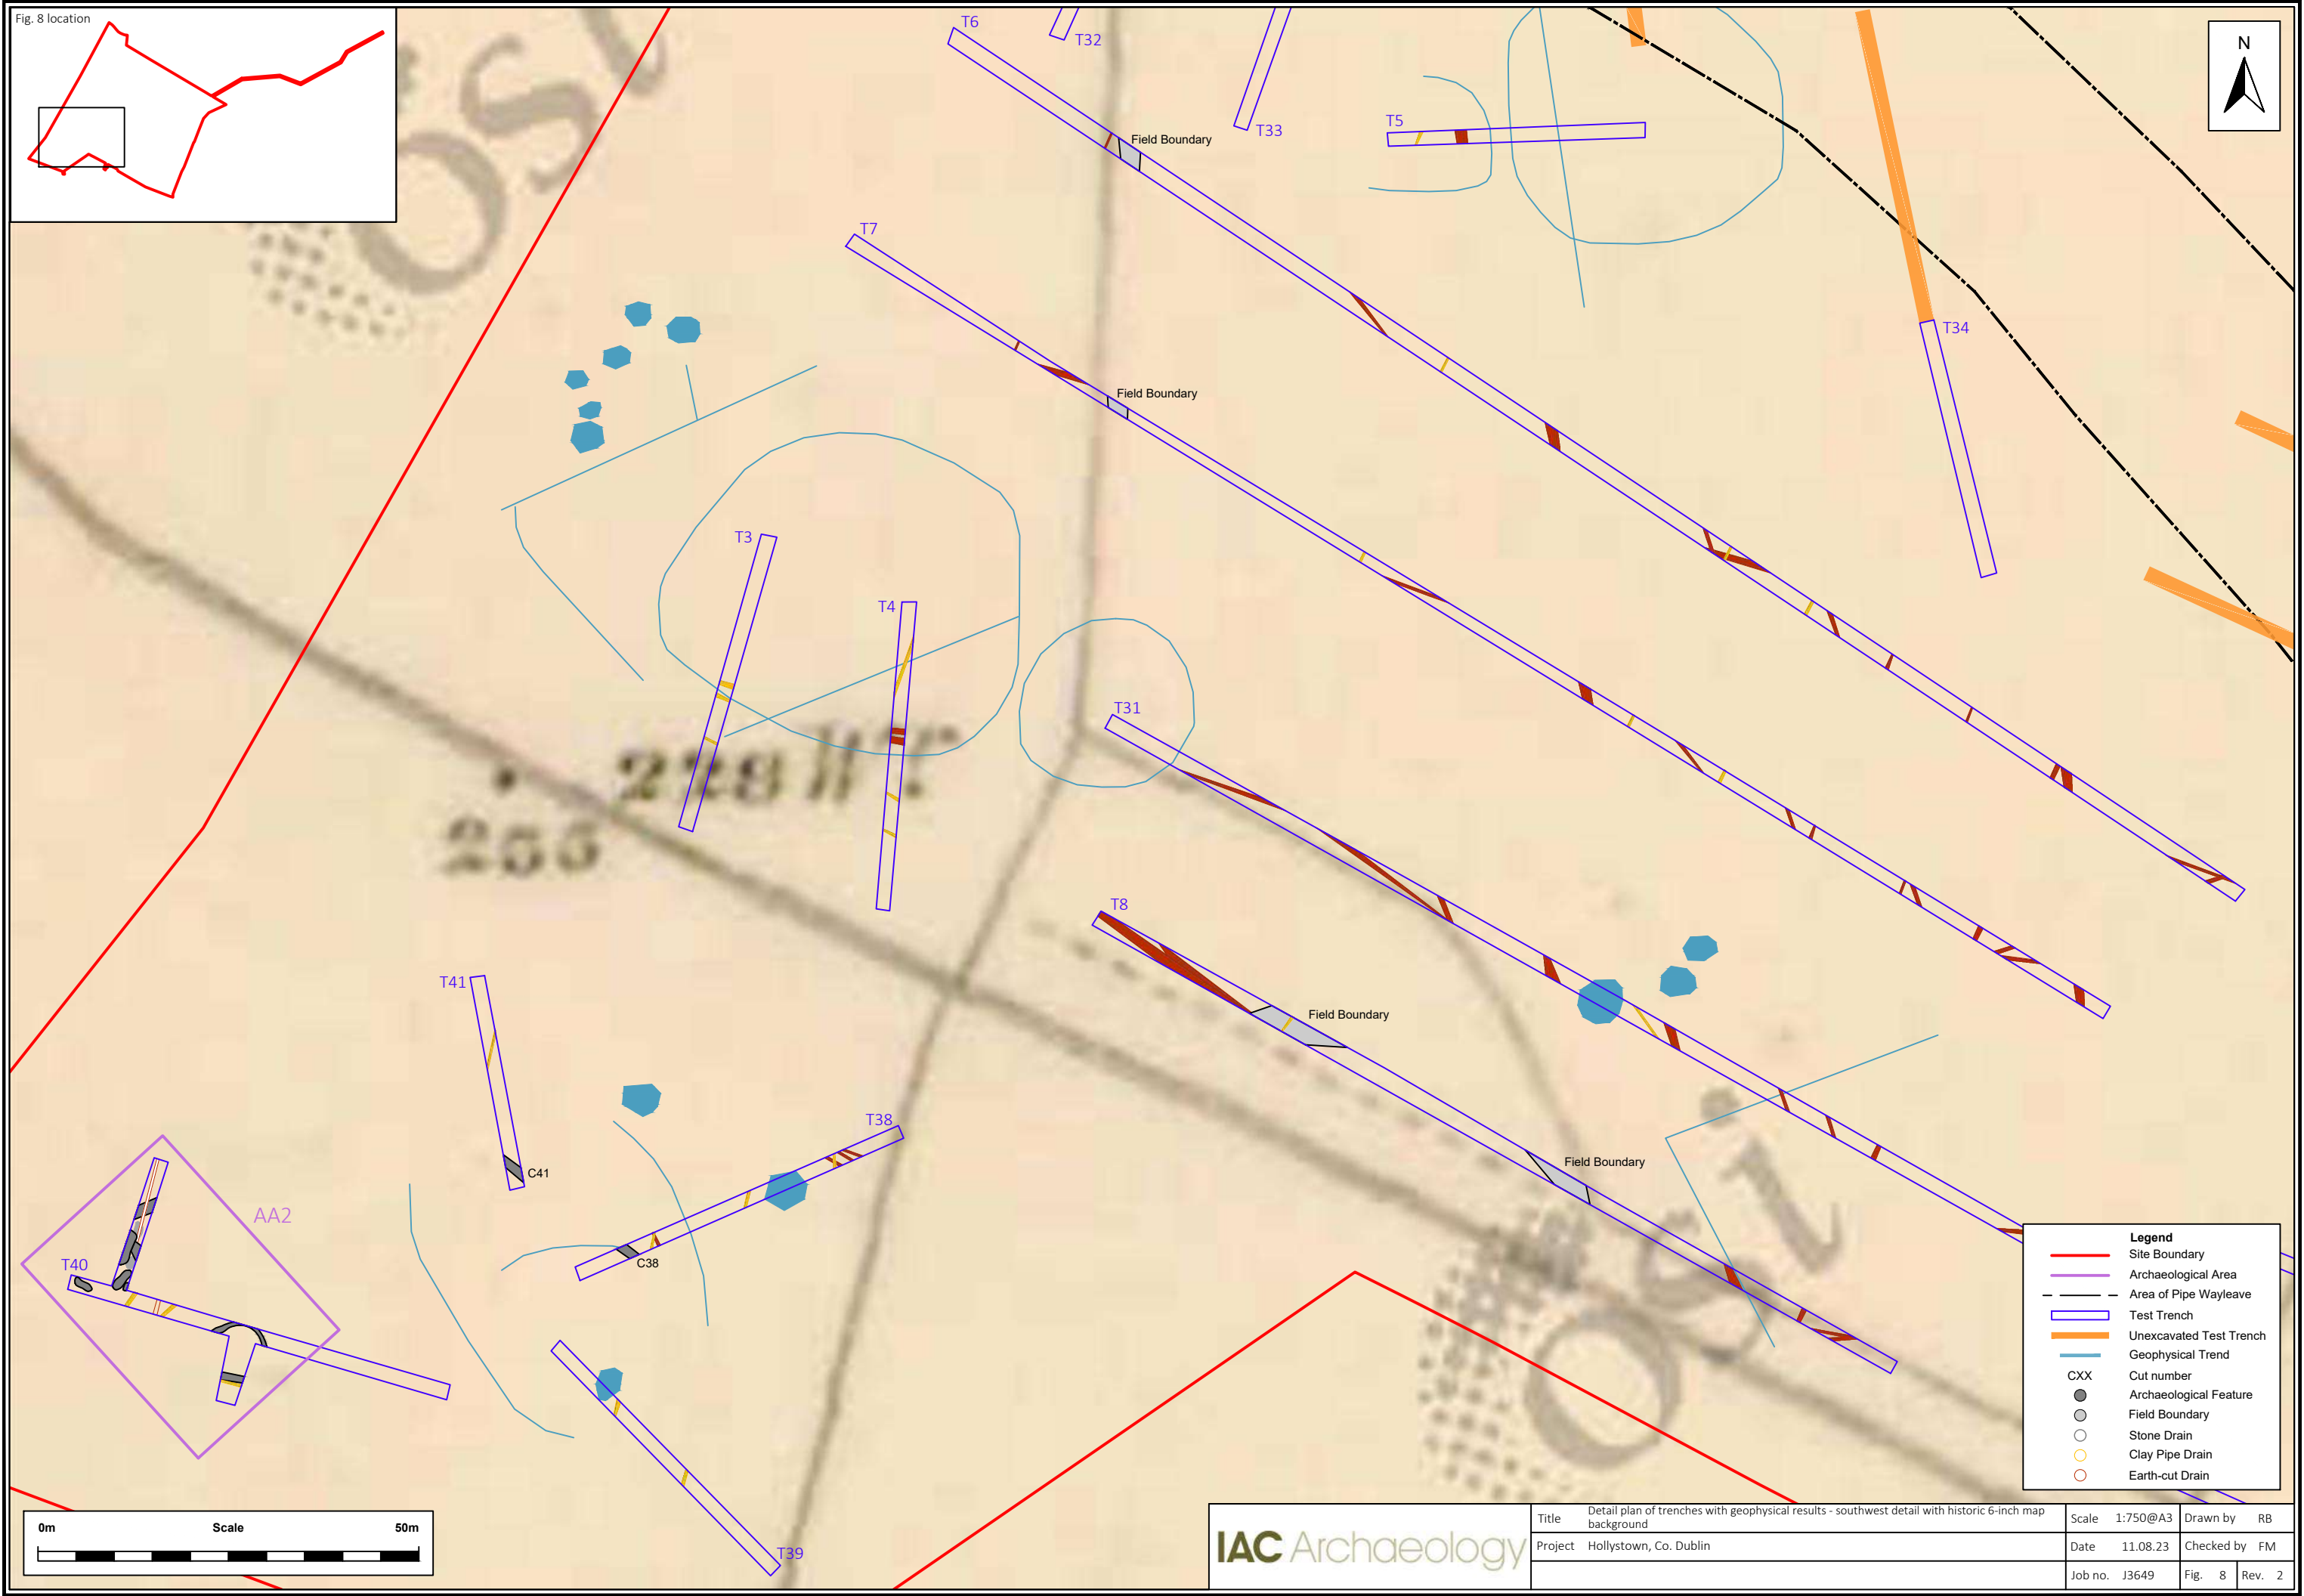 Fig. 8 location
N
T6
T32
T33
T5
Field Boundary
T7
T34
Field Boundary
T3
T4
T31
228
255
T8
T41
Field Boundary
T38
Field Boundary
C41
AA2
T40
C38
T39
Legend
Site Boundary
Archaeological Area
Area of Pipe Wayleave
Test Trench
Unexcavated Test Trench
Geophysical Trend
CXX Cut number
Archaeological Feature
Field Boundary
Stone Drain
Clay Pipe Drain
Earth-cut Drain
0m Scale 50m
IAC Archaeology
Title Detail plan of trenches with geophysical results - southwest detail with historic 6-inch map
background
Project Hollystown, Co. Dublin
Scale 1:750@A3 Drawn by RB
Date 11.08.23 Checked by FM
Job no. J3649 Fig. 8 Rev. 2